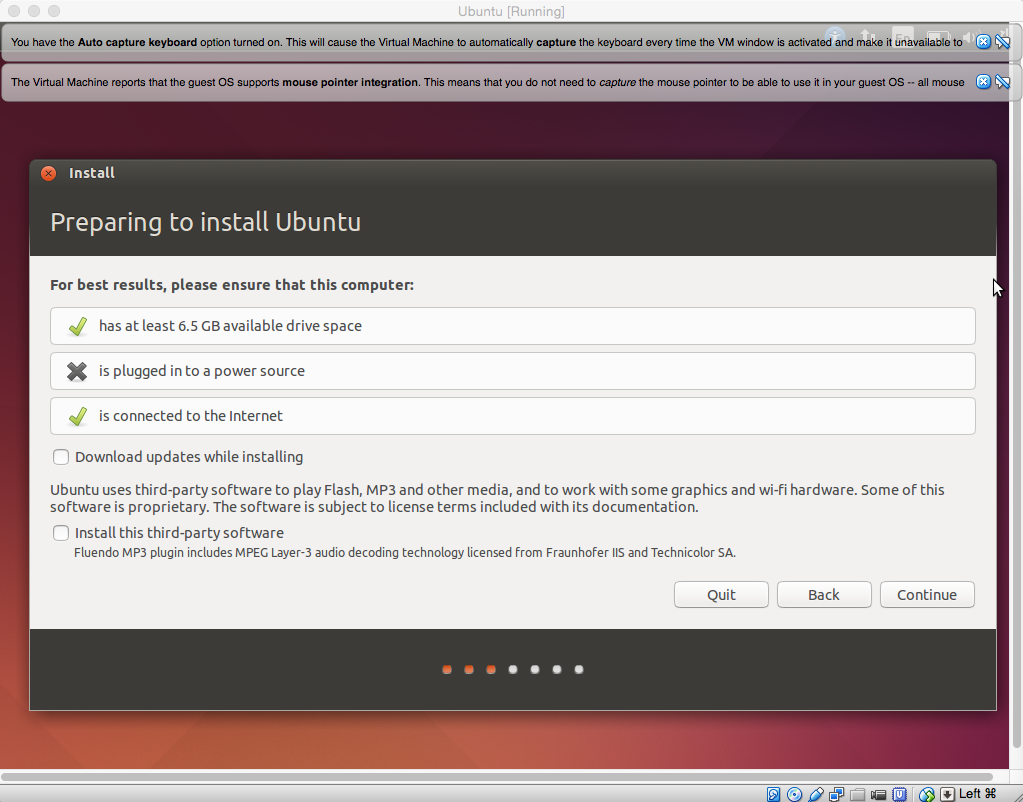 Ubuntu [Running]
You have the Auto capture keyboard option turned on. This will cause the Virtual Machine to automatically capture the keyboard every time the VM window is activated and make it unavailable to
The Virtual Machine reports that the guest OS supports mouse pointer integration. This means that you do not need to capture the mouse pointer to be able to use it in your guest OS -- all mouse
Install
Preparing to install Ubuntu
For best results, please ensure that this computer:
has at least 6.5 GB available drive space
is plugged in to a power source
is connected to the Internet
Download updates while installing
Ubuntu uses third-party software to play Flash, MP3 and other media, and to work with some graphics and wi-fi hardware. Some of this
software is proprietary. The software is subject to license terms included with its documentation.
Install this third-party software
Fluendo MP3 plugin includes MPEG Layer-3 audio decoding technology licensed from Fraunhofer IIS and Technicolor SA.
Quit Back Continue
Left ⌘